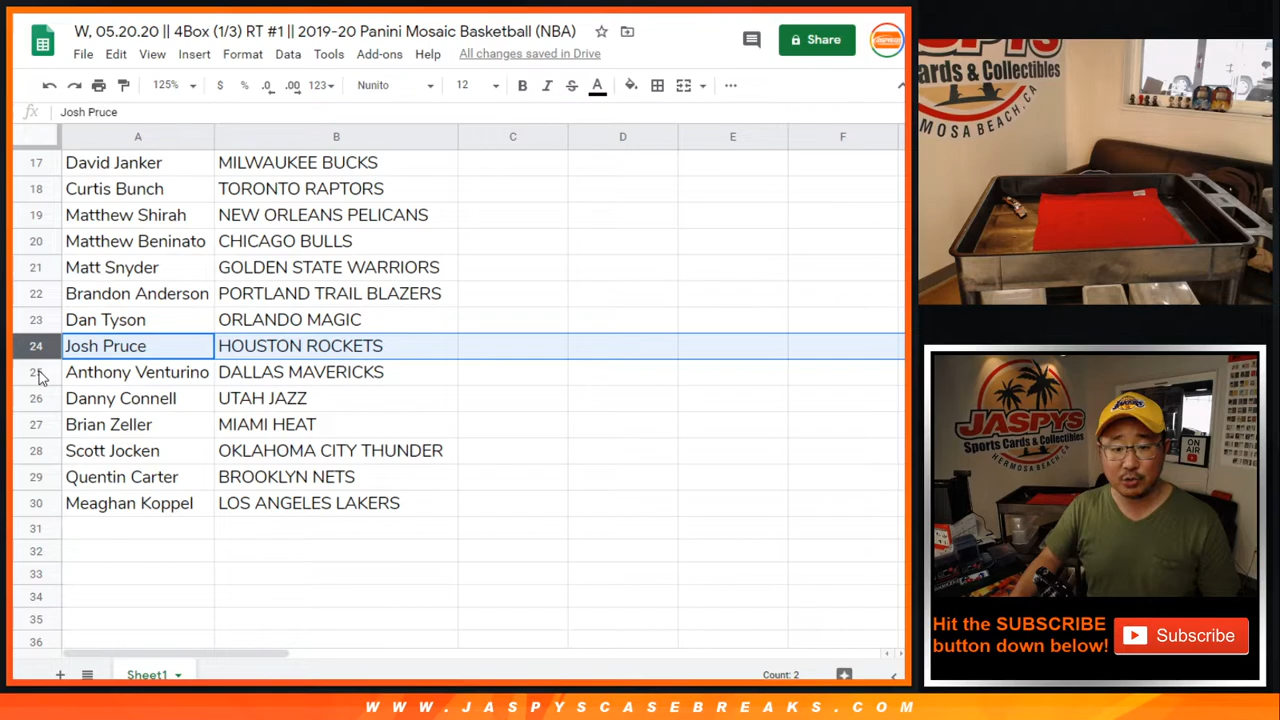 W, 05.20.20 || 4Box (1/3) RT #1 || 2019-20 Panini Mosaic Basketball (NBA)
File Edit View Insert Format Data Tools Add-ons Help All changes saved in Drive
Share
125% $ % .0 .00 123 Nunito 12 B I S A
fx Josh Pruce
A B C D E F
17 David Janker MILWAUKEE BUCKS
18 Curtis Bunch TORONTO RAPTORS
19 Matthew Shirah NEW ORLEANS PELICANS
20 Matthew Beninato CHICAGO BULLS
21 Matt Snyder GOLDEN STATE WARRIORS
22 Brandon Anderson PORTLAND TRAIL BLAZERS
23 Dan Tyson ORLANDO MAGIC
24 Josh Pruce HOUSTON ROCKETS
25 Anthony Venturino DALLAS MAVERICKS
26 Danny Connell UTAH JAZZ
27 Brian Zeller MIAMI HEAT
28 Scott Jocken OKLAHOMA CITY THUNDER
29 Quentin Carter BROOKLYN NETS
30 Meaghan Koppel LOS ANGELES LAKERS
31
32
33
34
35
36
Sheet1
Count: 2
ards & Collectibles
MOSA BEACH, CA
JASPYS
Sports Cards & Collectibles
HERMOSA BEACH, CA
ON AIR
Hit the SUBSCRIBE
button down below!
Subscribe
WWW.JASPYSCASEBREAKS.COM